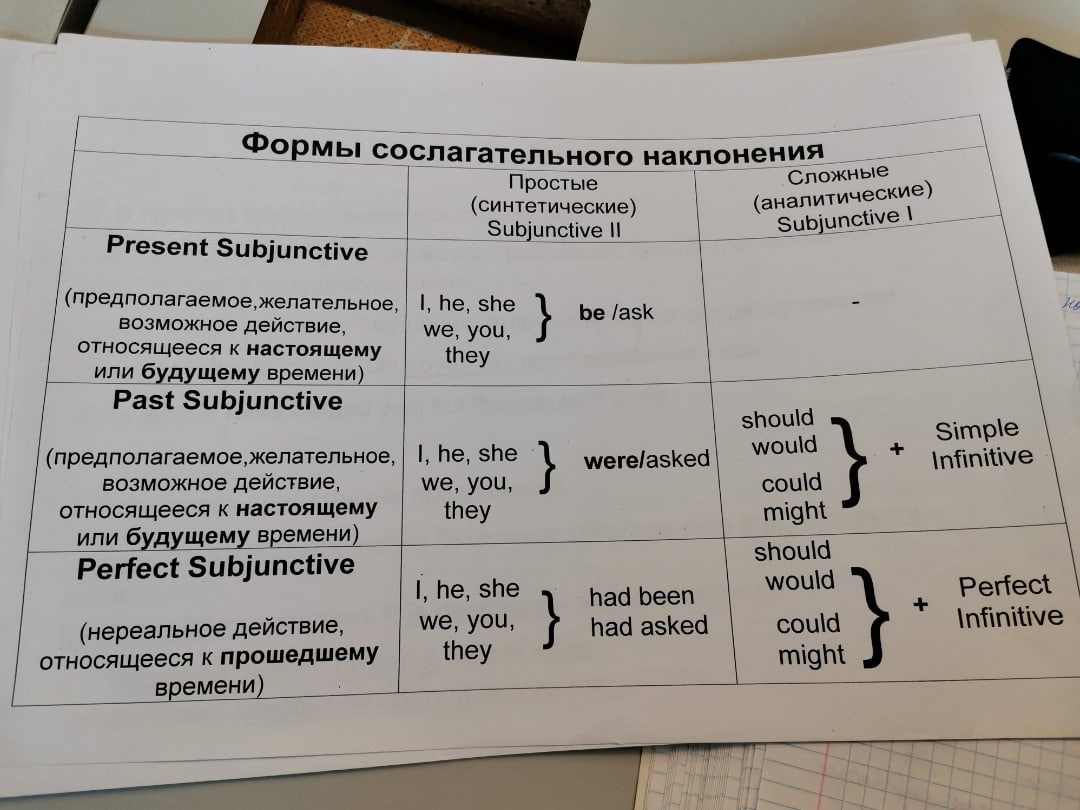 Формы сослагательного наклонения
Простые
(синтетические)
Subjunctive II
Сложные
(аналитические)
Subjunctive I
Present Subjunctive
(предполагаемое,желательное,
возможное действие,
относящееся к настоящему
или будущему времени)
I, he, she
we, you,
they
} be /ask
-
Past Subjunctive
(предполагаемое,желательное,
возможное действие,
относящееся к настоящему
или будущему времени)
I, he, she
we, you,
they
} were/asked
should
would
could
might
} + Simple
Infinitive
Perfect Subjunctive
(нереальное действие,
относящееся к прошедшему
времени)
I, he, she
we, you,
they
} had been
had asked
should
would
could
might
} + Perfect
Infinitive